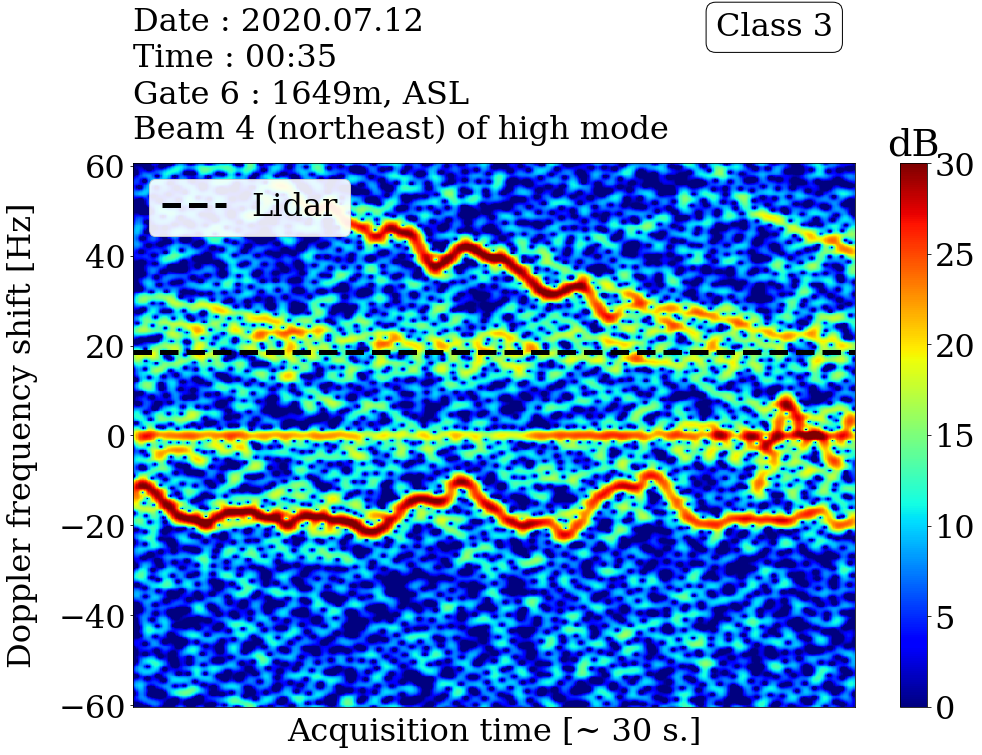 Date : 2020.07.12
Class 3
Time : 00:35
Gate 6 : 1649m, ASL
Beam 4 (northeast) of high mode
dB
Doppler frequency shift [Hz]
60
40
20
0
−20
−40
−60
Lidar
30
25
20
15
10
5
0
Acquisition time [~ 30 s.]